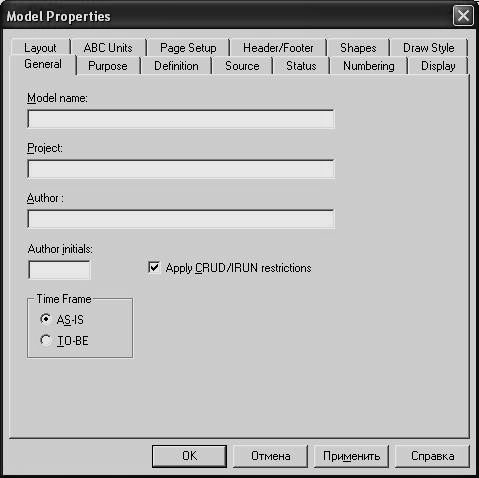 Model Properties
Layout ABC Units Page Setup Header/Footer Shapes Draw Style
General Purpose Definition Source Status Numbering Display
Model name:
Project:
Author :
Author initials:
Apply CRUD/IRUN restrictions
Time Frame
AS-IS
TO-BE
OK Отмена Применить Справка